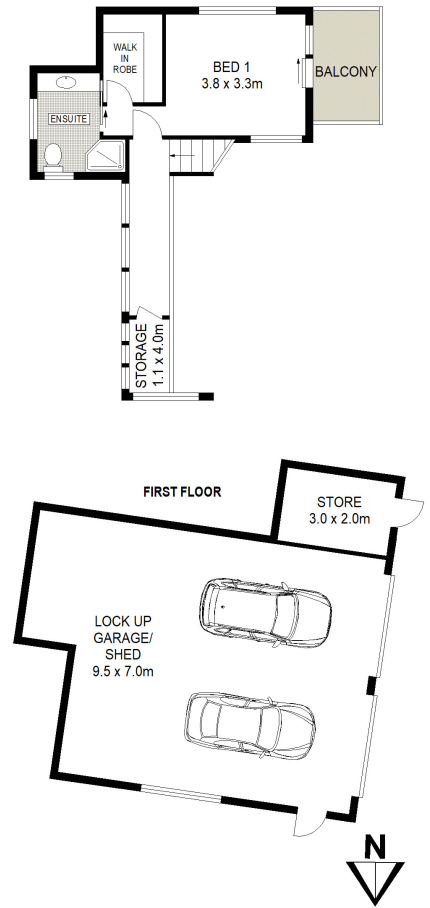 WALK
IN
ROBE
BED 1
3.8 x 3.3m
BALCONY
ENSUITE
STORAGE
1.1 x 4.0m
FIRST FLOOR
STORE
3.0 x 2.0m
LOCK UP
GARAGE/
SHED
9.5 x 7.0m
N